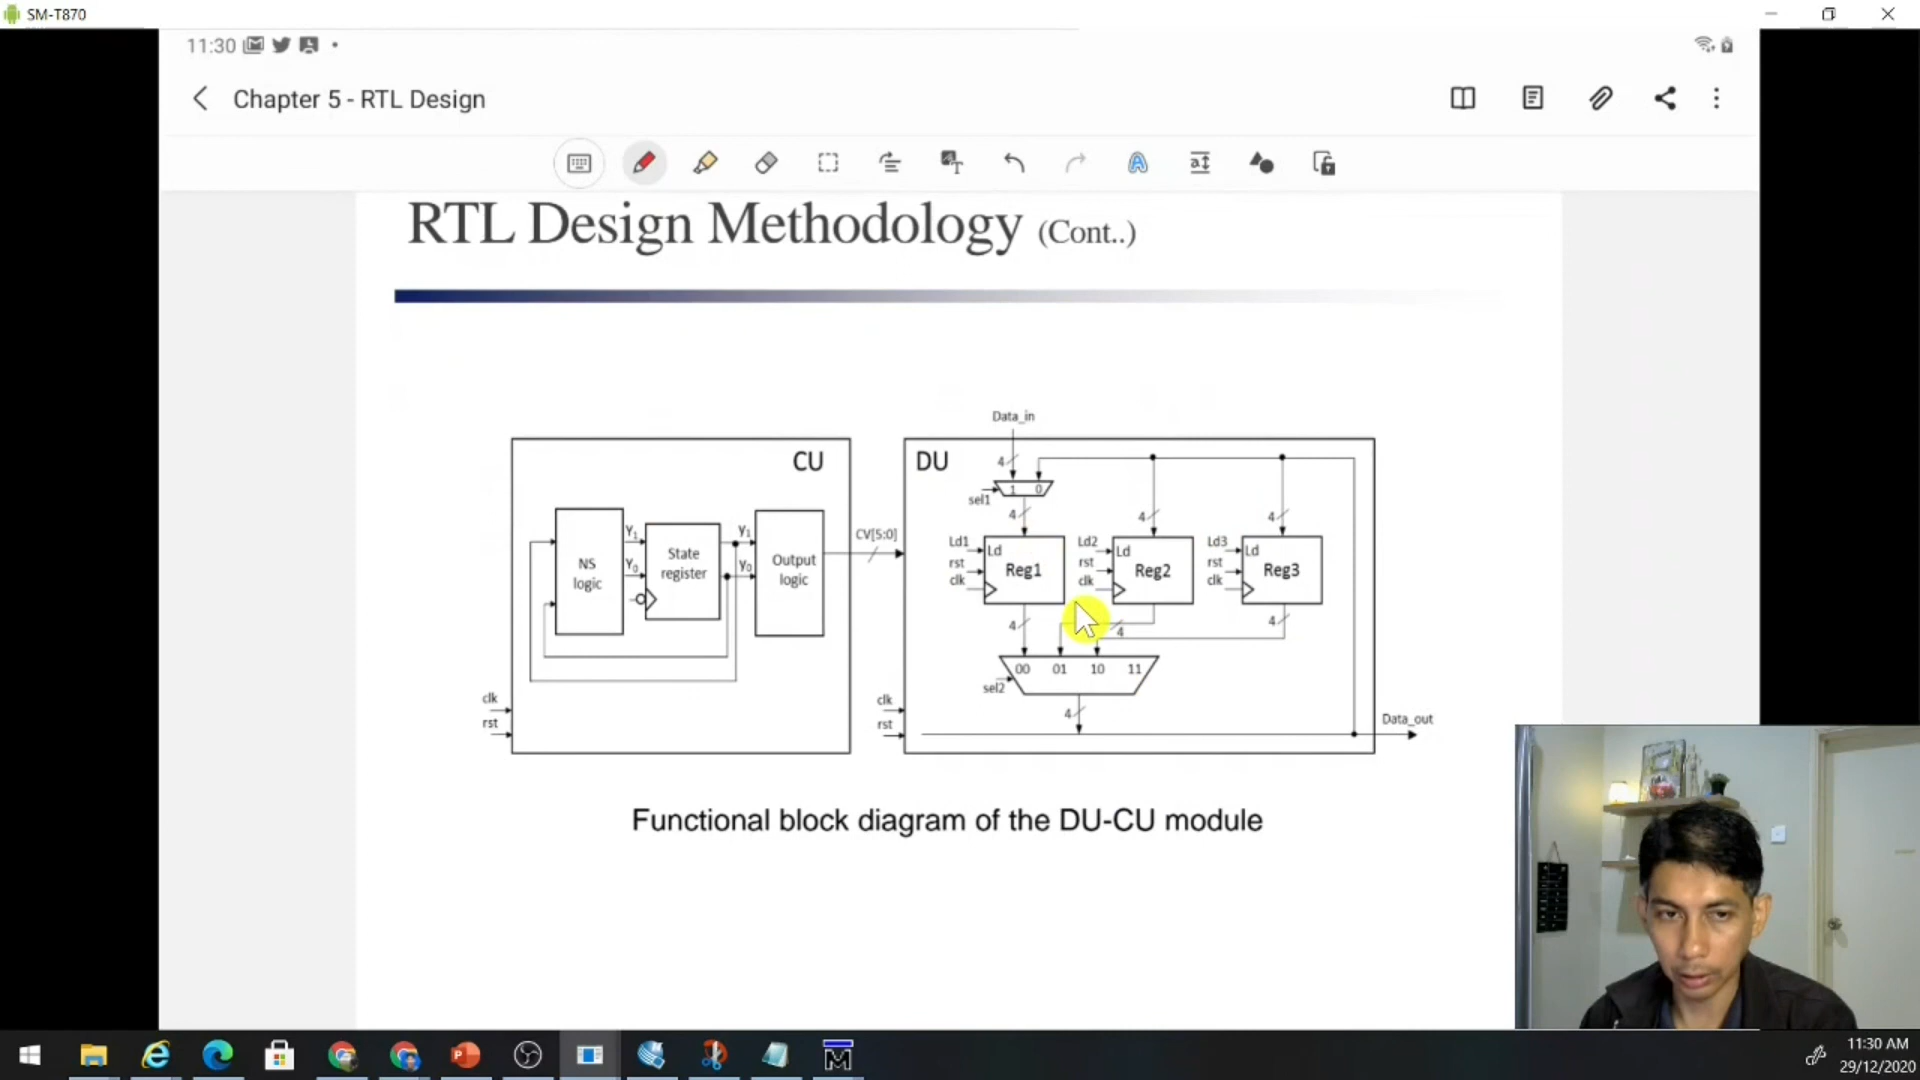 SM-T870
11:30
Chapter 5 - RTL Design
RTL Design Methodology (Cont..)
Data_in
CU
DU
4
1 0
sel1
4
4
4
NS logic
Y1
Y0
State register
y1
y0
Output logic
CV[5:0]
Ld1
rst
clk
Ld
Reg1
Ld2
rst
clk
Ld
Reg2
Ld3
rst
clk
Ld
Reg3
4
4
4
00 01 10 11
sel2
4
clk
rst
clk
rst
Data_out
Functional block diagram of the DU-CU module
11:30 AM
29/12/2020